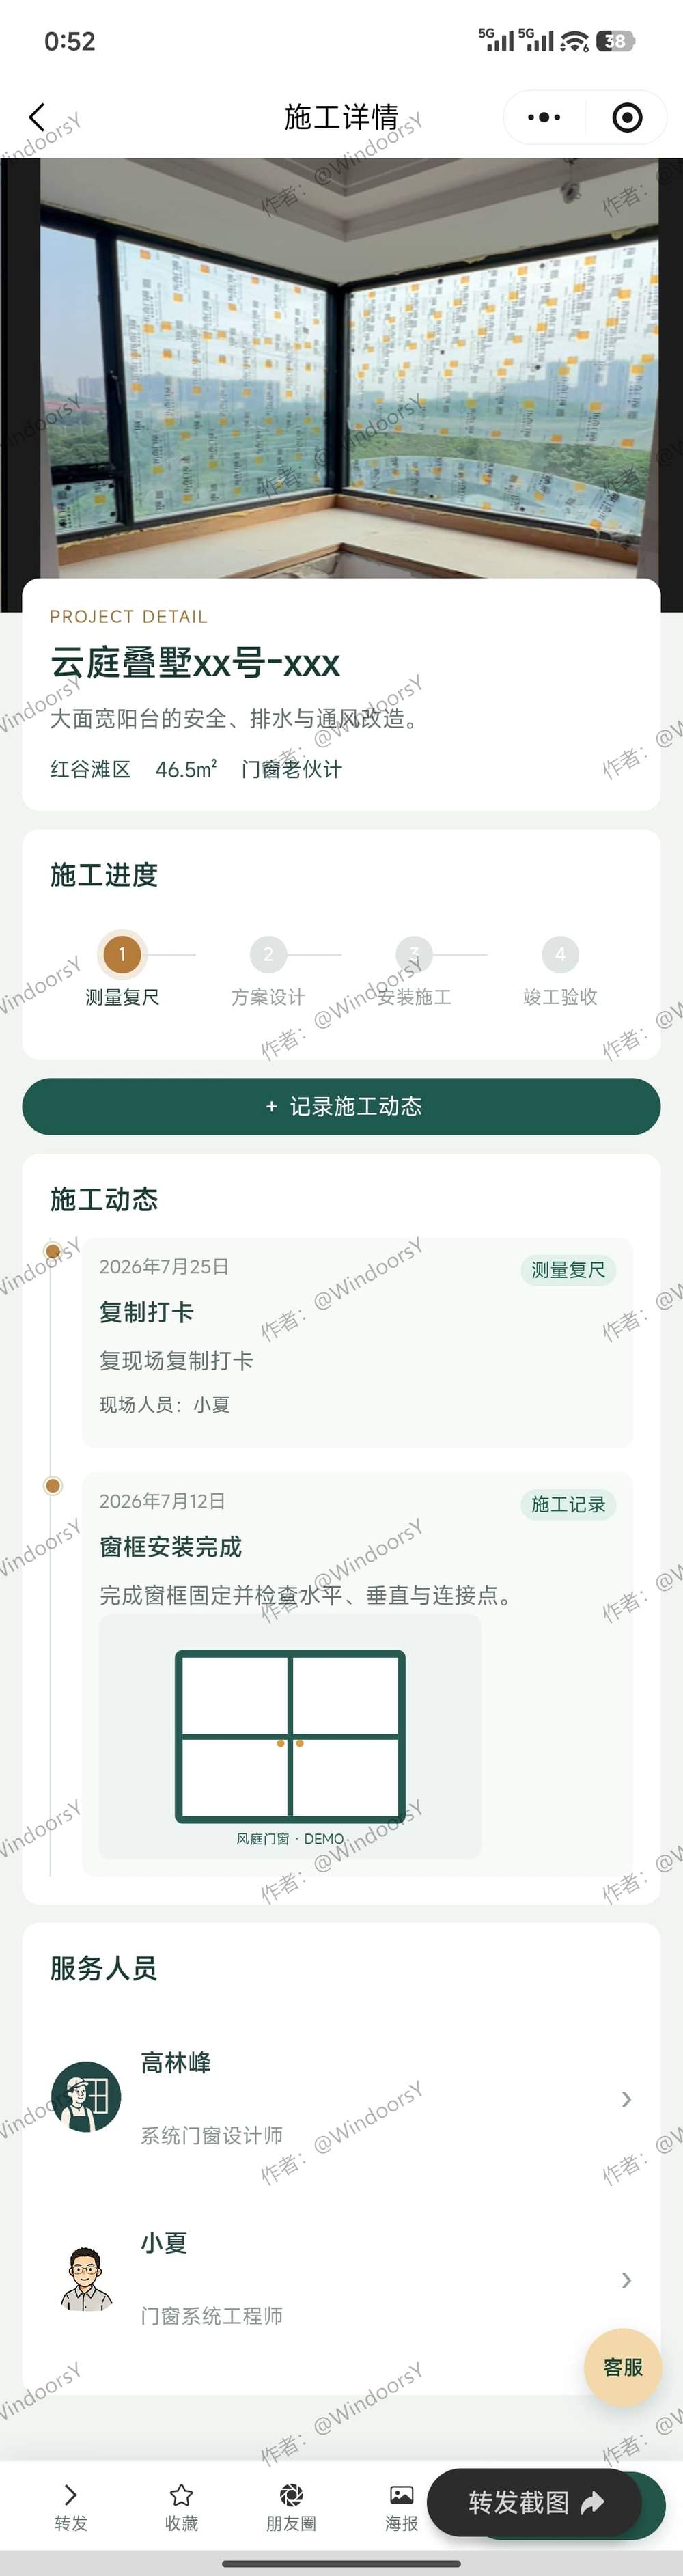 0:52
5G 5G 6 38
施工详情
PROJECT DETAIL
云庭叠墅xx号-xxx
大面宽阳台的安全、排水与通风改造。
红谷滩区 46.5m² 门窗老伙计
施工进度
1 2 3 4
测量复尺 方案设计 安装施工 竣工验收
+ 记录施工动态
施工动态
2026年7月25日 测量复尺
复制打卡
复现场复制打卡
现场人员：小夏
2026年7月12日 施工记录
窗框安装完成
完成窗框固定并检查水平、垂直与连接点。
风庭门窗 · DEMO
服务人员
高林峰
系统门窗设计师
小夏
门窗系统工程师
客服
转发 收藏 朋友圈 海报 转发截图
作者：@WindoorsY